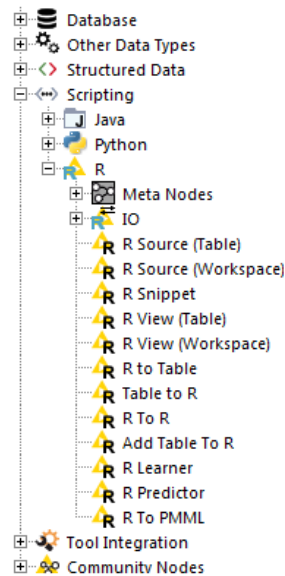 Database
Other Data Types
Structured Data
Scripting
Java
Python
R
Meta Nodes
IO
R Source (Table)
R Source (Workspace)
R Snippet
R View (Table)
R View (Workspace)
R to Table
Table to R
R To R
Add Table To R
R Learner
R Predictor
R To PMML
Tool Integration
Community Nodes